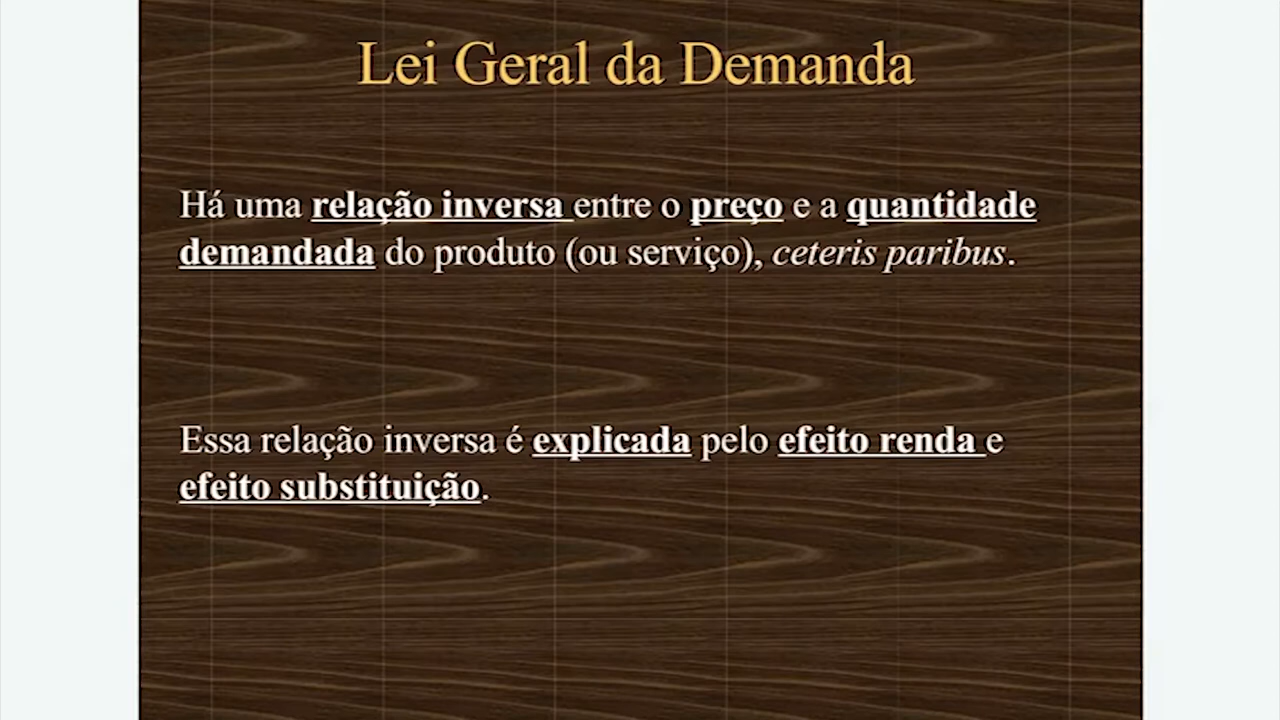 Lei Geral da Demanda
Há uma relação inversa entre o preço e a quantidade
demandada do produto (ou serviço), ceteris paribus.
Essa relação inversa é explicada pelo efeito renda e
efeito substituição.